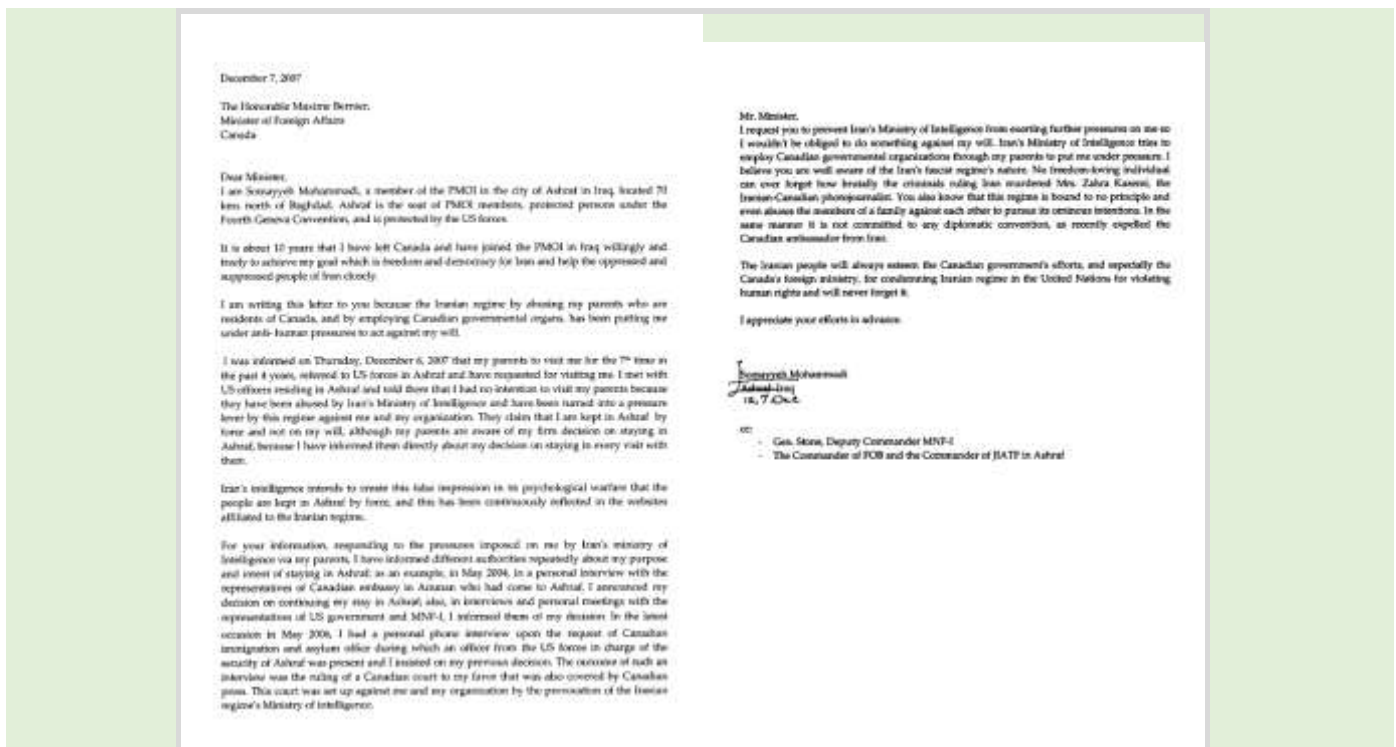 December 7, 2007
The Honorable Maxime Bernier,
Minister of Foreign Affairs
Canada
Dear Minister,
I am Somayyeh Mohammadi, a member of the PMOI in the city of Ashraf in Iraq, located 70
kms north of Baghdad. Ashraf is the seat of PMOI members, protected persons under the
Fourth Geneva Convention, and is protected by the US forces.
It is about 10 years that I have left Canada and have joined the PMOI in Iraq willingly and
freely to achieve my goal which is freedom and democracy for Iran and help the oppressed and
suppressed people of Iran closely.
I am writing this letter to you because the Iranian regime by abusing my parents who are
residents of Canada, and by employing Canadian governmental organs, has been putting me
under anti-human pressures to act against my will.
I was informed on Thursday, December 6, 2007 that my parents to visit me for the 7th time in
the past 4 years, referred to US forces in Ashraf and have requested for visiting me. I met with
US officers residing in Ashraf and told them that I had no intention to visit my parents because
they have been abused by Iran's Ministry of Intelligence and have been turned into a pressure
lever by this regime against me and my organization. They claim that I am kept in Ashraf by
force and not on my will, although my parents are aware of my firm decision on staying in
Ashraf, because I have informed them directly about my decision on staying in every visit with
them.
Iran's intelligence intends to create this false impression in its psychological warfare that the
people are kept in Ashraf by force, and this has been continuously reflected in the websites
affiliated to the Iranian regime.
For your information, responding to the pressures imposed on me by Iran's ministry of
Intelligence via my parents, I have informed different authorities repeatedly about my purpose
and intent of staying in Ashraf; as an example, in May 2004, in a personal interview with the
representatives of Canadian embassy in Amman who had come to Ashraf, I announced my
decision on continuing my stay in Ashraf; also, in interviews and personal meetings with the
representatives of US government and MNF-I, I informed them of my decision. In the latest
occasion in May 2006, I had a personal phone interview upon the request of Canadian
immigration and asylum office during which an officer from the US forces in charge of the
security of Ashraf was present and I insisted on my previous decision. The outcome of such an
interview was the ruling of a Canadian court to my favor that was also covered by Canadian
press. This court was set up against me and my organization by the provocation of the Iranian
regime's Ministry of Intelligence.
Mr. Minister,
I request you to prevent Iran's Ministry of Intelligence from exerting further pressures on me so
I wouldn't be obliged to do something against my will. Iran's Ministry of Intelligence tries to
employ Canadian governmental organizations through my parents to put me under pressure. I
believe you are well aware of the Iran's fascist regime's nature. No freedom-loving individual
can ever forget how brutally the criminals ruling Iran murdered Mrs. Zahra Kazemi, the
Iranian-Canadian photojournalist. You also know that this regime is bound to no principle and
even abuses the members of a family against each other to pursue its ominous intentions. In the
same manner it is not committed to any diplomatic convention, as recently expelled the
Canadian ambassador from Iran.
The Iranian people will always esteem the Canadian government's efforts, and especially the
Canada's foreign ministry, for condemning Iranian regime in the United Nations for violating
human rights and will never forget it.
I appreciate your efforts in advance.
Somayyeh Mohammadi
Ashraf-Iraq
cc:
- Gen. Stone, Deputy Commander MNF-I
- The Commander of FOB and the Commander of JIATF in Ashraf